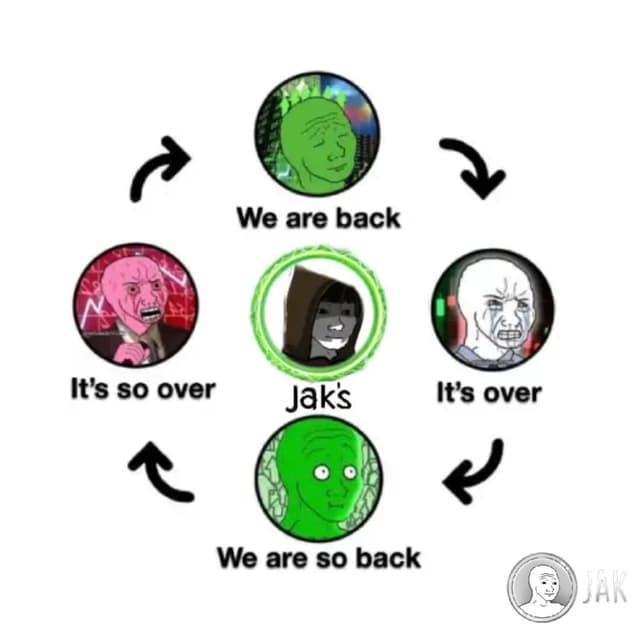 We are back
It's so over
Jak's
It's over
We are so back
JAK